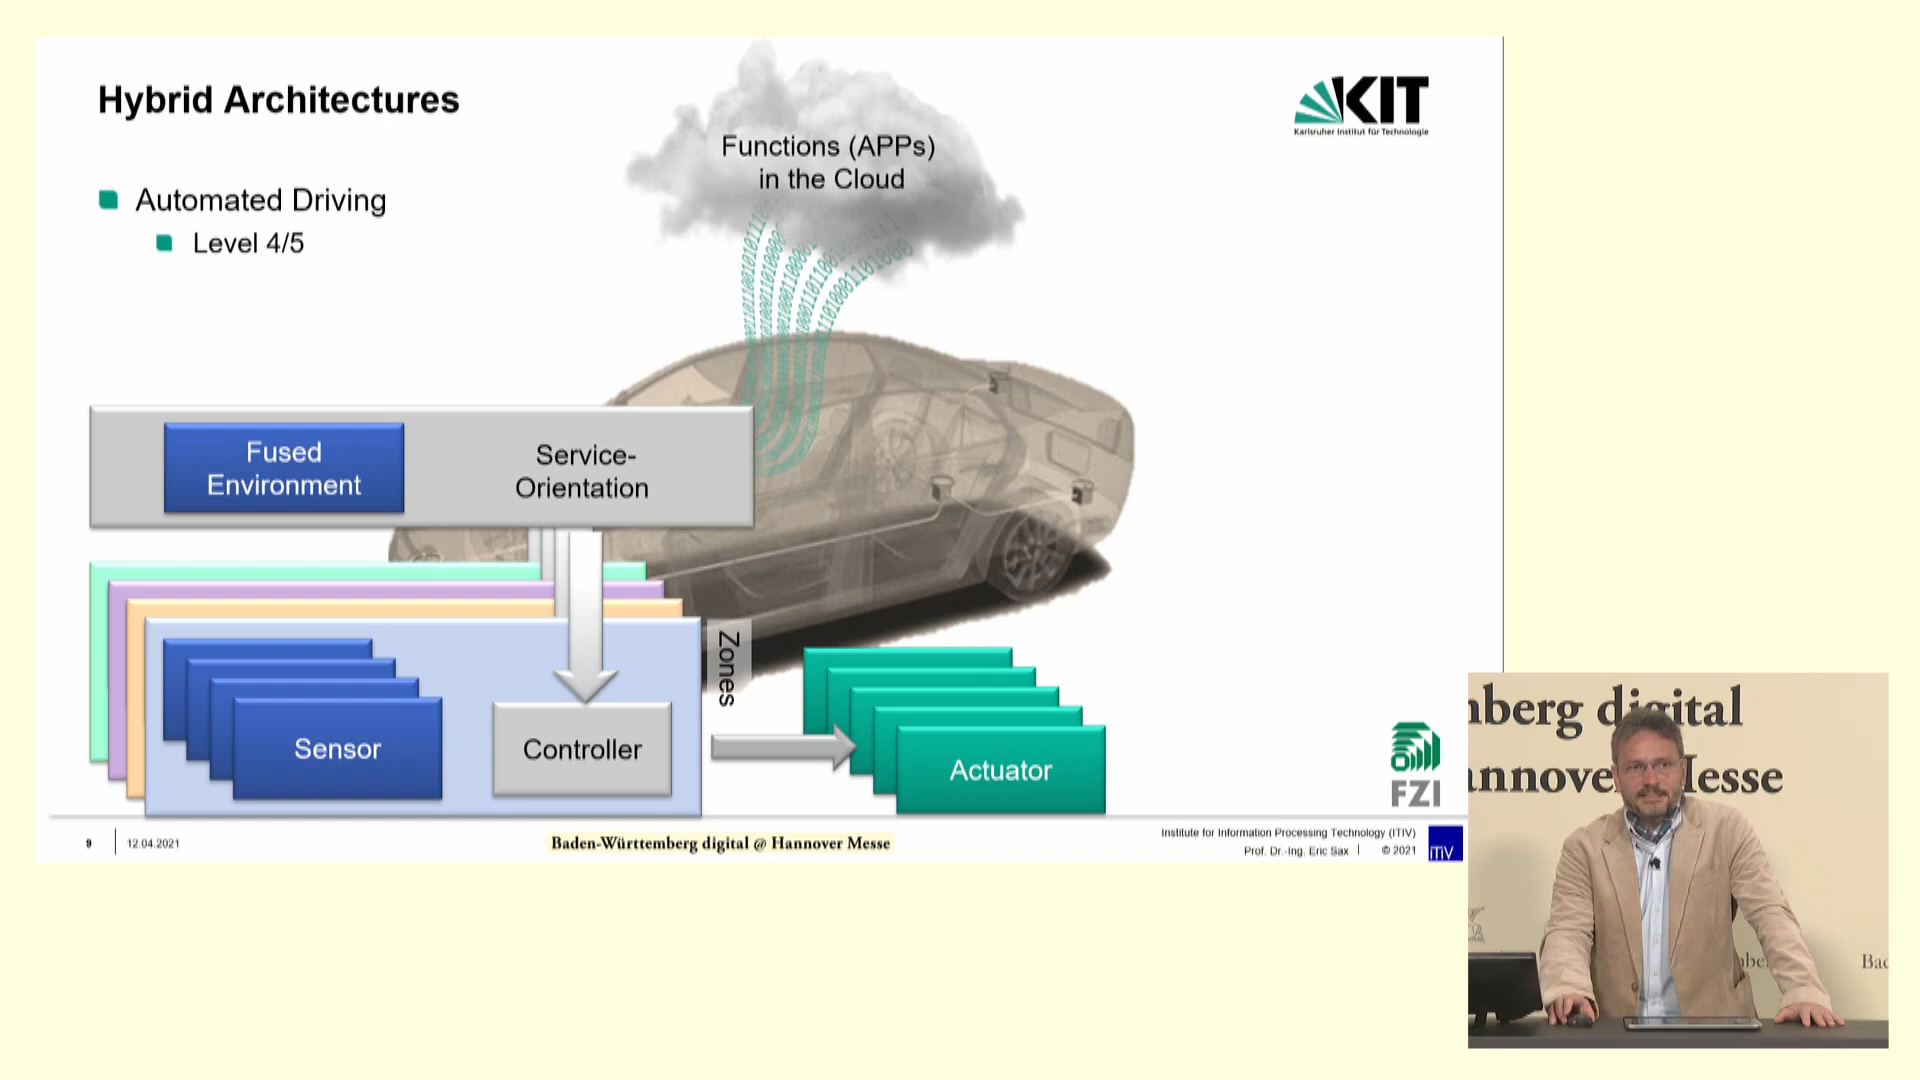 Hybrid Architectures
KIT
Karlsruher Institut für Technologie
Functions (APPs)
in the Cloud
Automated Driving
Level 4/5
Fused
Environment
Service-
Orientation
Zones
Sensor
Controller
Actuator
FZI
9
12.04.2021
Baden-Württemberg digital @ Hannover Messe
Institute for Information Processing Technology (ITIV)
Prof. Dr.-Ing. Eric Sax |
© 2021
ITIV
nberg digital
annove
Messe
Bad